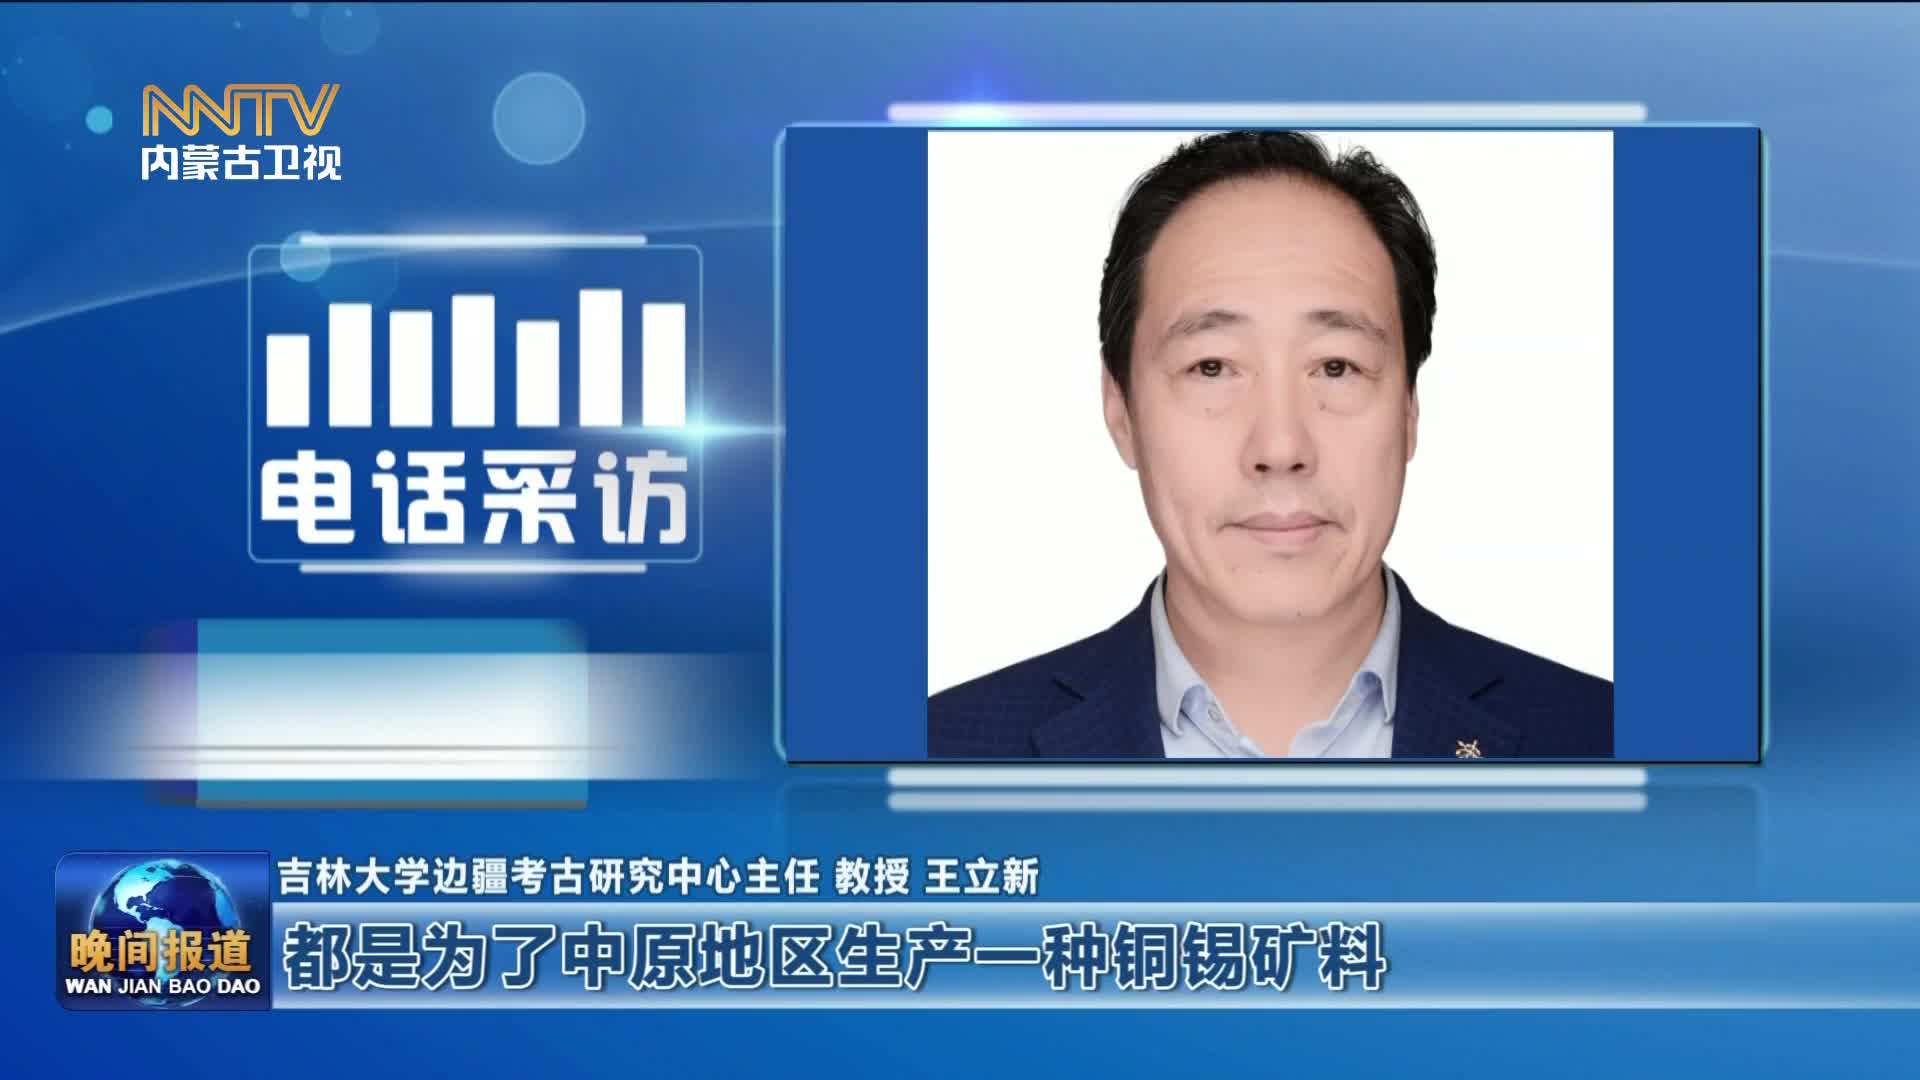 NNTV
内蒙古卫视
电话采访
吉林大学边疆考古研究中心主任 教授 王立新
晚间报道
WAN JIAN BAO DAO
都是为了中原地区生产一种铜锡矿料